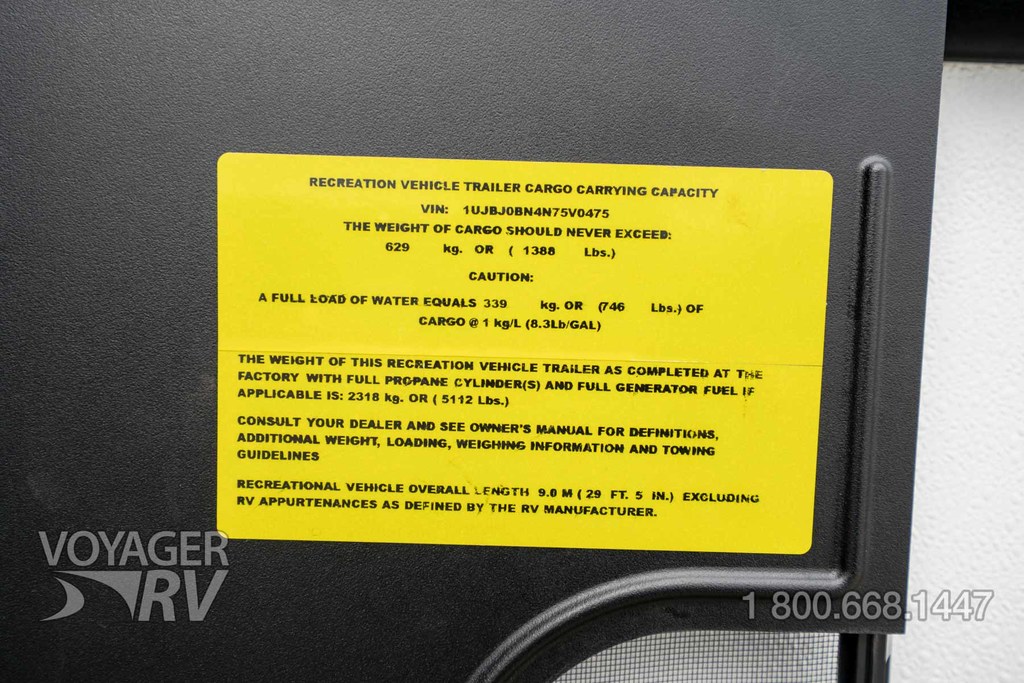 RECREATION VEHICLE TRAILER CARGO CARRYING CAPACITY
VIN: 1UJBJ0BN4N75V0475
THE WEIGHT OF CARGO SHOULD NEVER EXCEED:
629 kg. OR ( 1388 Lbs.)
CAUTION:
A FULL LOAD OF WATER EQUALS 339 kg. OR (746 Lbs.) OF
CARGO @ 1 kg/L (8.3Lb/GAL)
THE WEIGHT OF THIS RECREATION VEHICLE TRAILER AS COMPLETED AT THE
FACTORY WITH FULL PROPANE CYLINDER(S) AND FULL GENERATOR FUEL IF
APPLICABLE IS: 2318 kg. OR ( 5112 Lbs.)
CONSULT YOUR DEALER AND SEE OWNER'S MANUAL FOR DEFINITIONS,
ADDITIONAL WEIGHT, LOADING, WEIGHING INFORMATION AND TOWING
GUIDELINES
RECREATIONAL VEHICLE OVERALL LENGTH 9.0 M ( 29 FT. 5 IN.) EXCLUDING
RV APPURTENANCES AS DEFINED BY THE RV MANUFACTURER.
VOYAGER
RV
1 800.668.1447